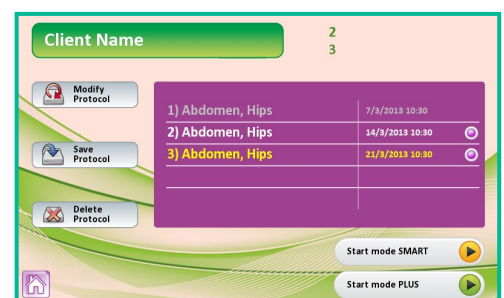 Client Name
2
3
Modify
Protocol
1) Abdomen, Hips 7/3/2013 10:30
2) Abdomen, Hips 14/3/2013 10:30
3) Abdomen, Hips 21/3/2013 10:30
Save
Protocol
Delete
Protocol
Start mode SMART
Start mode PLUS